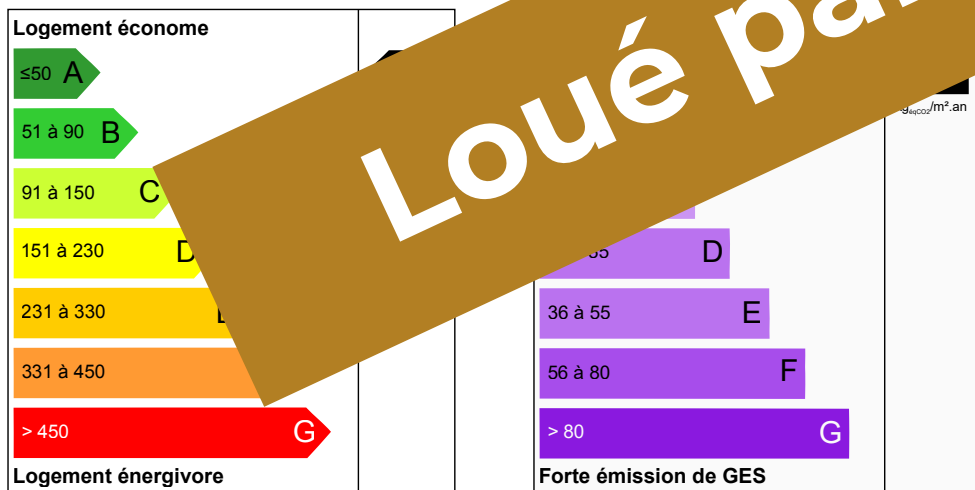 Logement économe
≤50 A
51 à 90 B
91 à 150 C
151 à 230 D
231 à 330
331 à 450
> 450 G
Logement énergivore
Loué
/m².an
D
36 à 55 E
56 à 80 F
> 80 G
Forte émission de GES